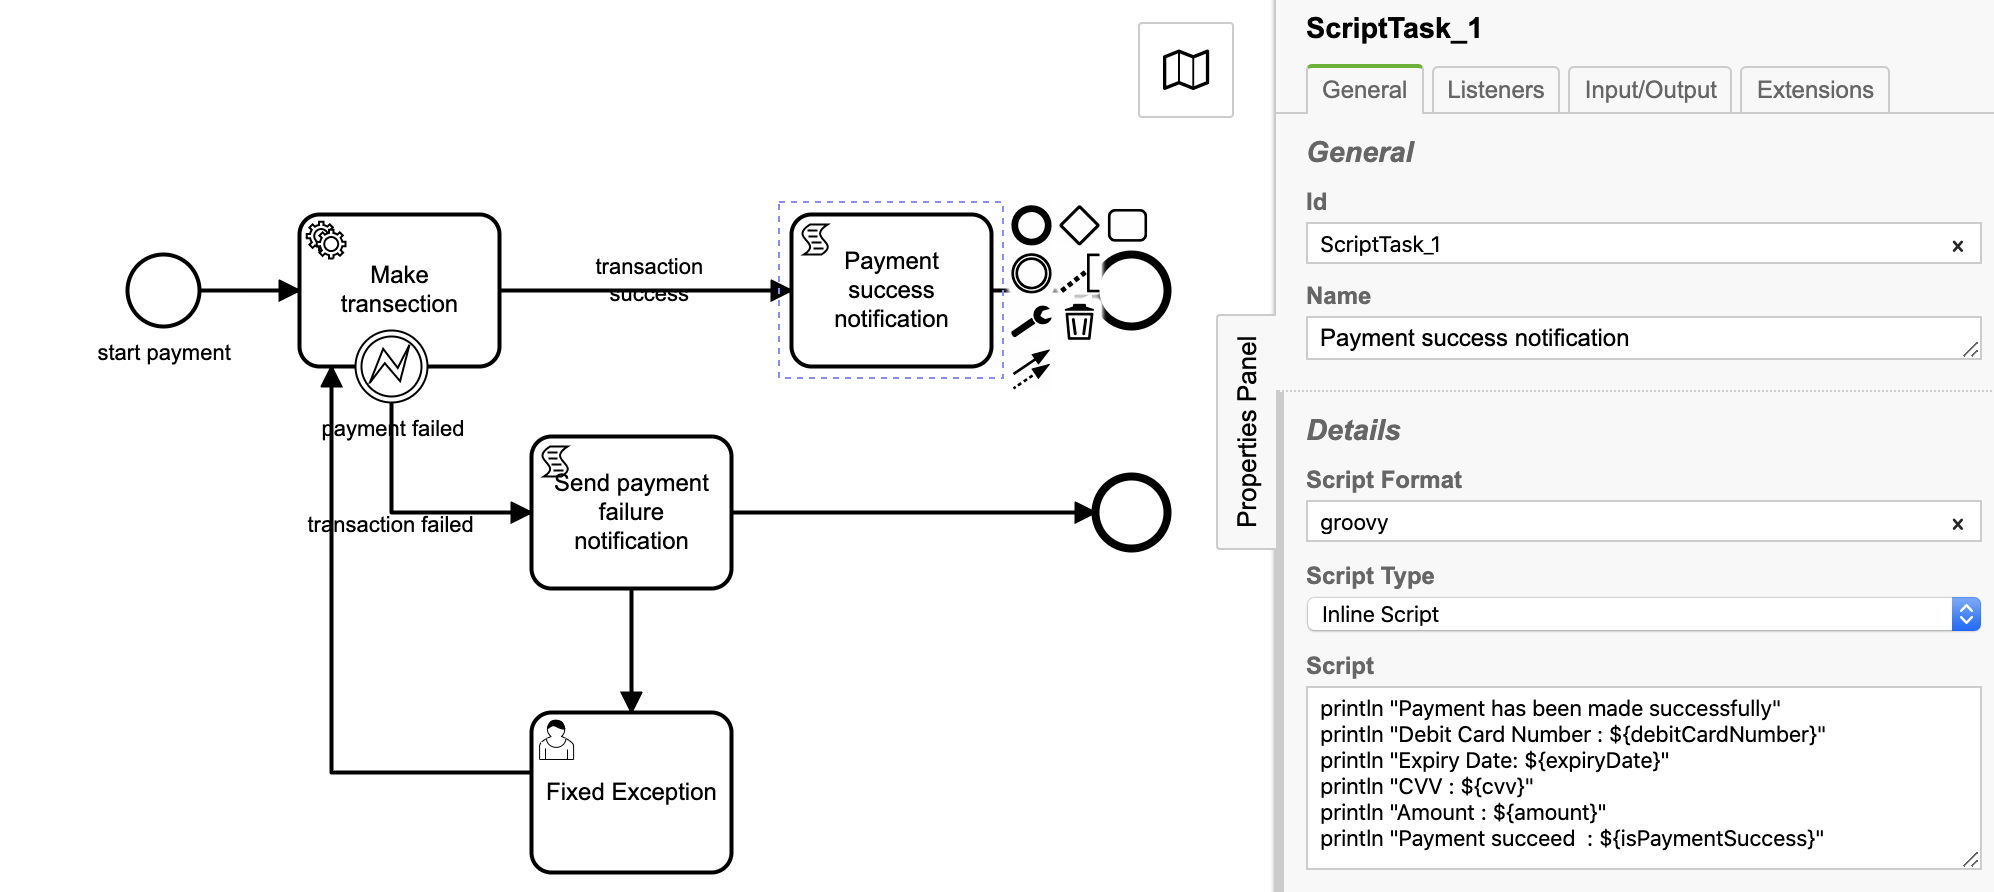 start payment
Make
transection
transaction
success
Payment
success
notification
payment failed
transaction failed
Send payment
failure
notification
Fixed Exception
Properties Panel
ScriptTask_1
General
Listeners
Input/Output
Extensions
General
Id
ScriptTask_1
Name
Payment success notification
Details
Script Format
groovy
Script Type
Inline Script
Script
println "Payment has been made successfully"
println "Debit Card Number : ${debitCardNumber}"
println "Expiry Date: ${expiryDate}"
println "CVV : ${cvv}"
println "Amount : ${amount}"
println "Payment succeed  : ${isPaymentSuccess}"